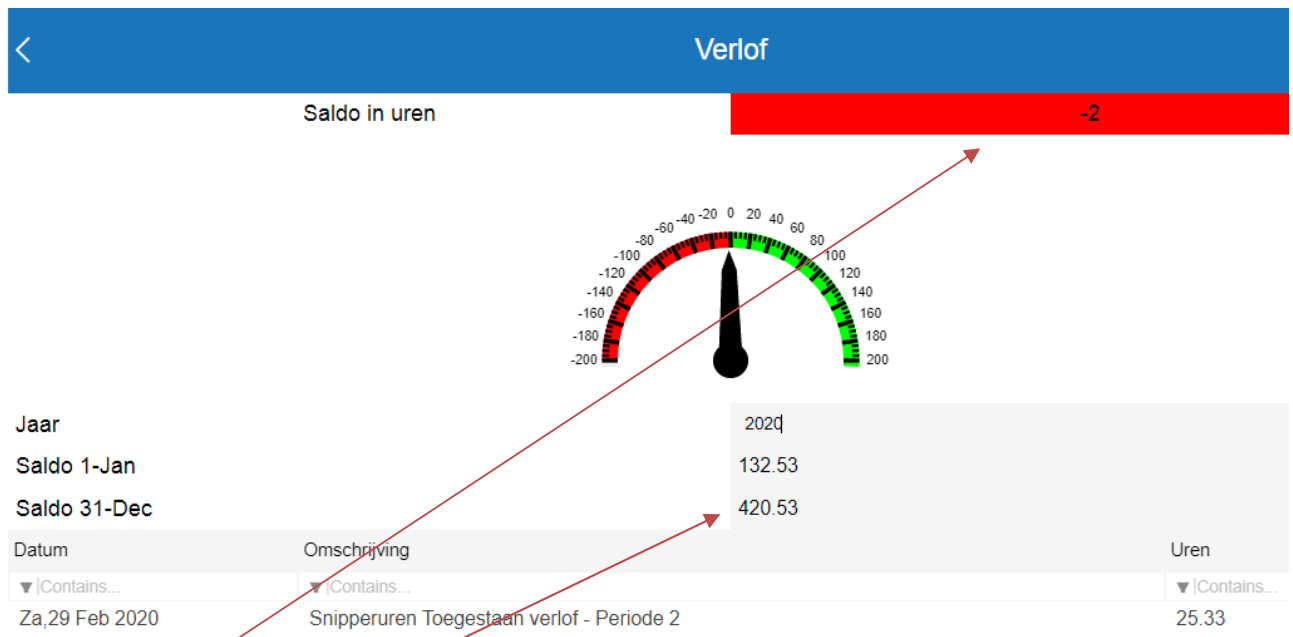 Verlof
Saldo in uren -2
-200 -180 -160 -140 -120 -100 -80 -60 -40 -20 0 20 40 60 80 100 120 140 160 180 200
Jaar 2020
Saldo 1-Jan 132.53
Saldo 31-Dec 420.53
Datum Omschrijving Uren
Contains... Contains... Contains...
Za,29 Feb 2020 Snipperuren Toegestaan verlof - Periode 2 25.33